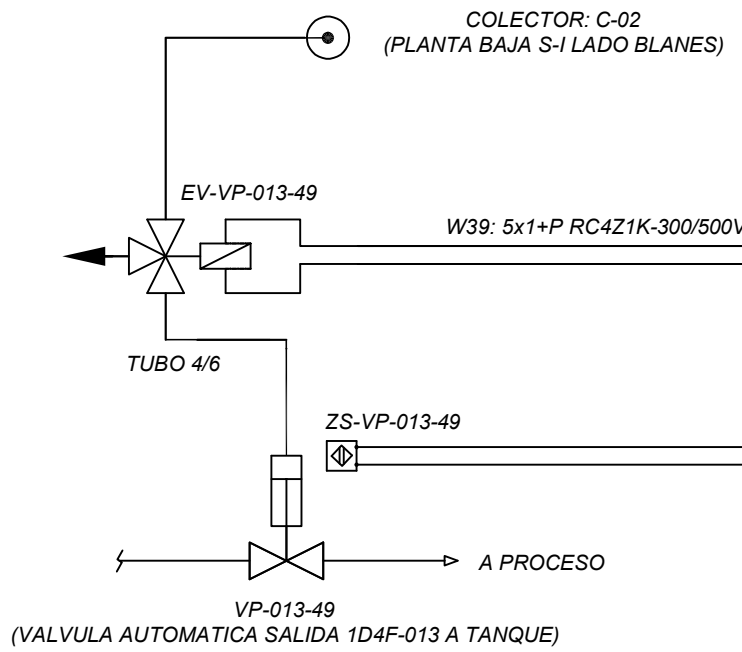 COLECTOR: C-02
(PLANTA BAJA S-I LADO BLANES)
EV-VP-013-49
W39: 5x1+P RC4Z1K-300/500V
TUBO 4/6
ZS-VP-013-49
A PROCESO
VP-013-49
(VALVULA AUTOMATICA SALIDA 1D4F-013 A TANQUE)